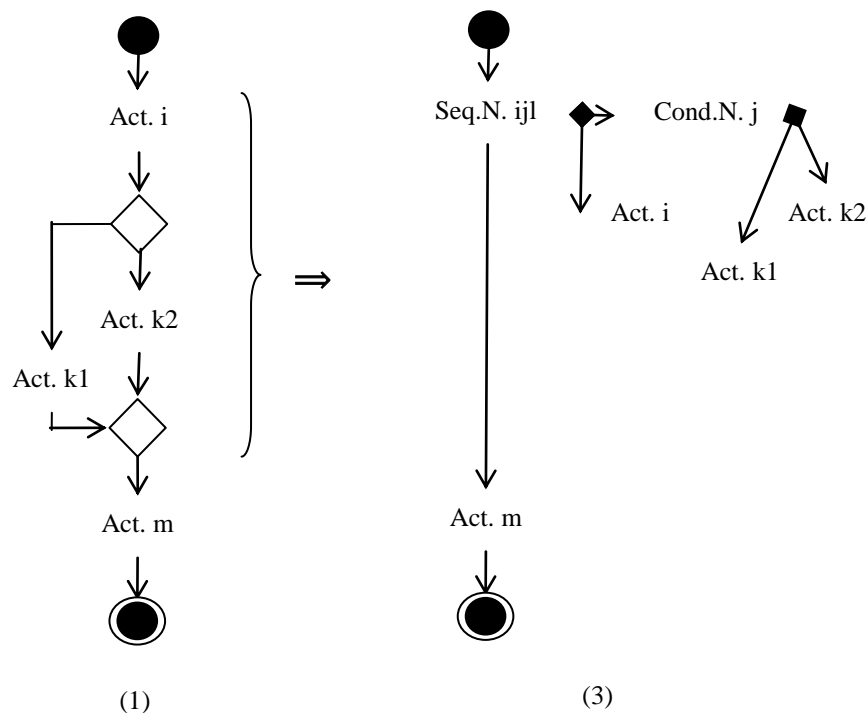 Act. i
Act. k2
Act. k1
Act. m
(1)
⇒
Seq.N. ijl
Cond.N. j
Act. i
Act. k2
Act. k1
Act. m
(3)